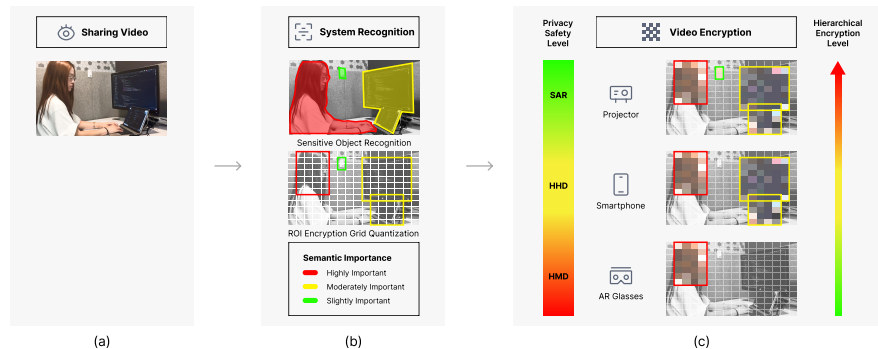 Sharing Video
System Recognition
Sensitive Object Recognition
ROI Encryption Grid Quantization
Semantic Importance
Highly Important
Moderately Important
Slightly Important
Privacy
Safety
Level
SAR
HHD
HMD
Video Encryption
Projector
Smartphone
AR Glasses
Hierarchical
Encryption
Level
(a)
(b)
(c)